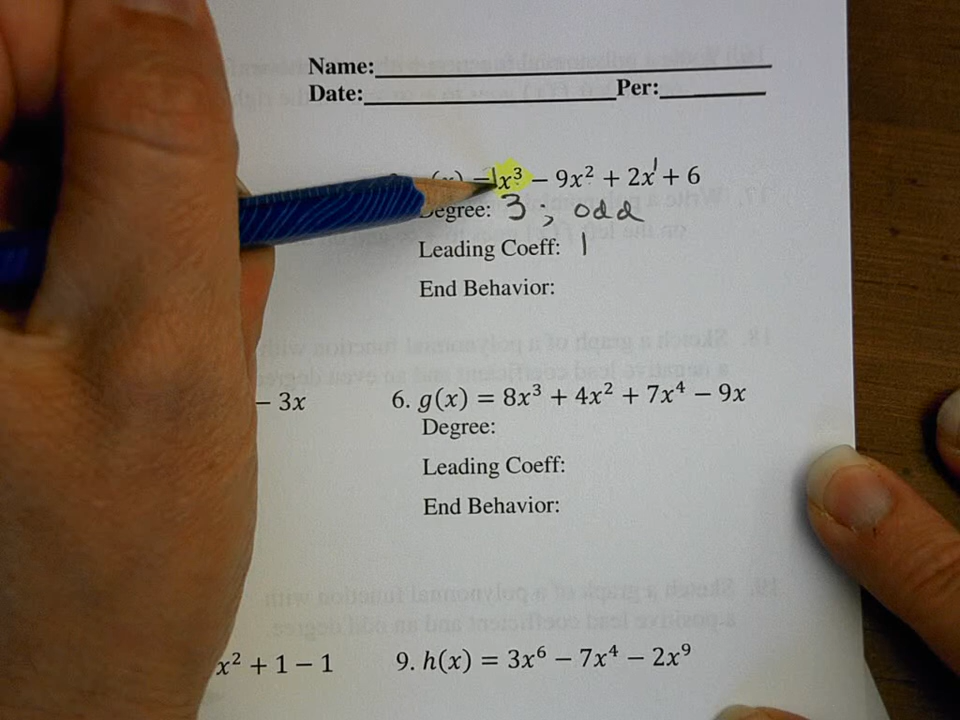 Name:
Date: Per:
(x) = 1x³ − 9x² + 2x¹ + 6
Degree: 3 ; odd
Leading Coeff: 1
End Behavior:
− 3x
6. g(x) = 8x³ + 4x² + 7x⁴ − 9x
Degree:
Leading Coeff:
End Behavior:
x² + 1 − 1
9. h(x) = 3x⁶ − 7x⁴ − 2x⁹